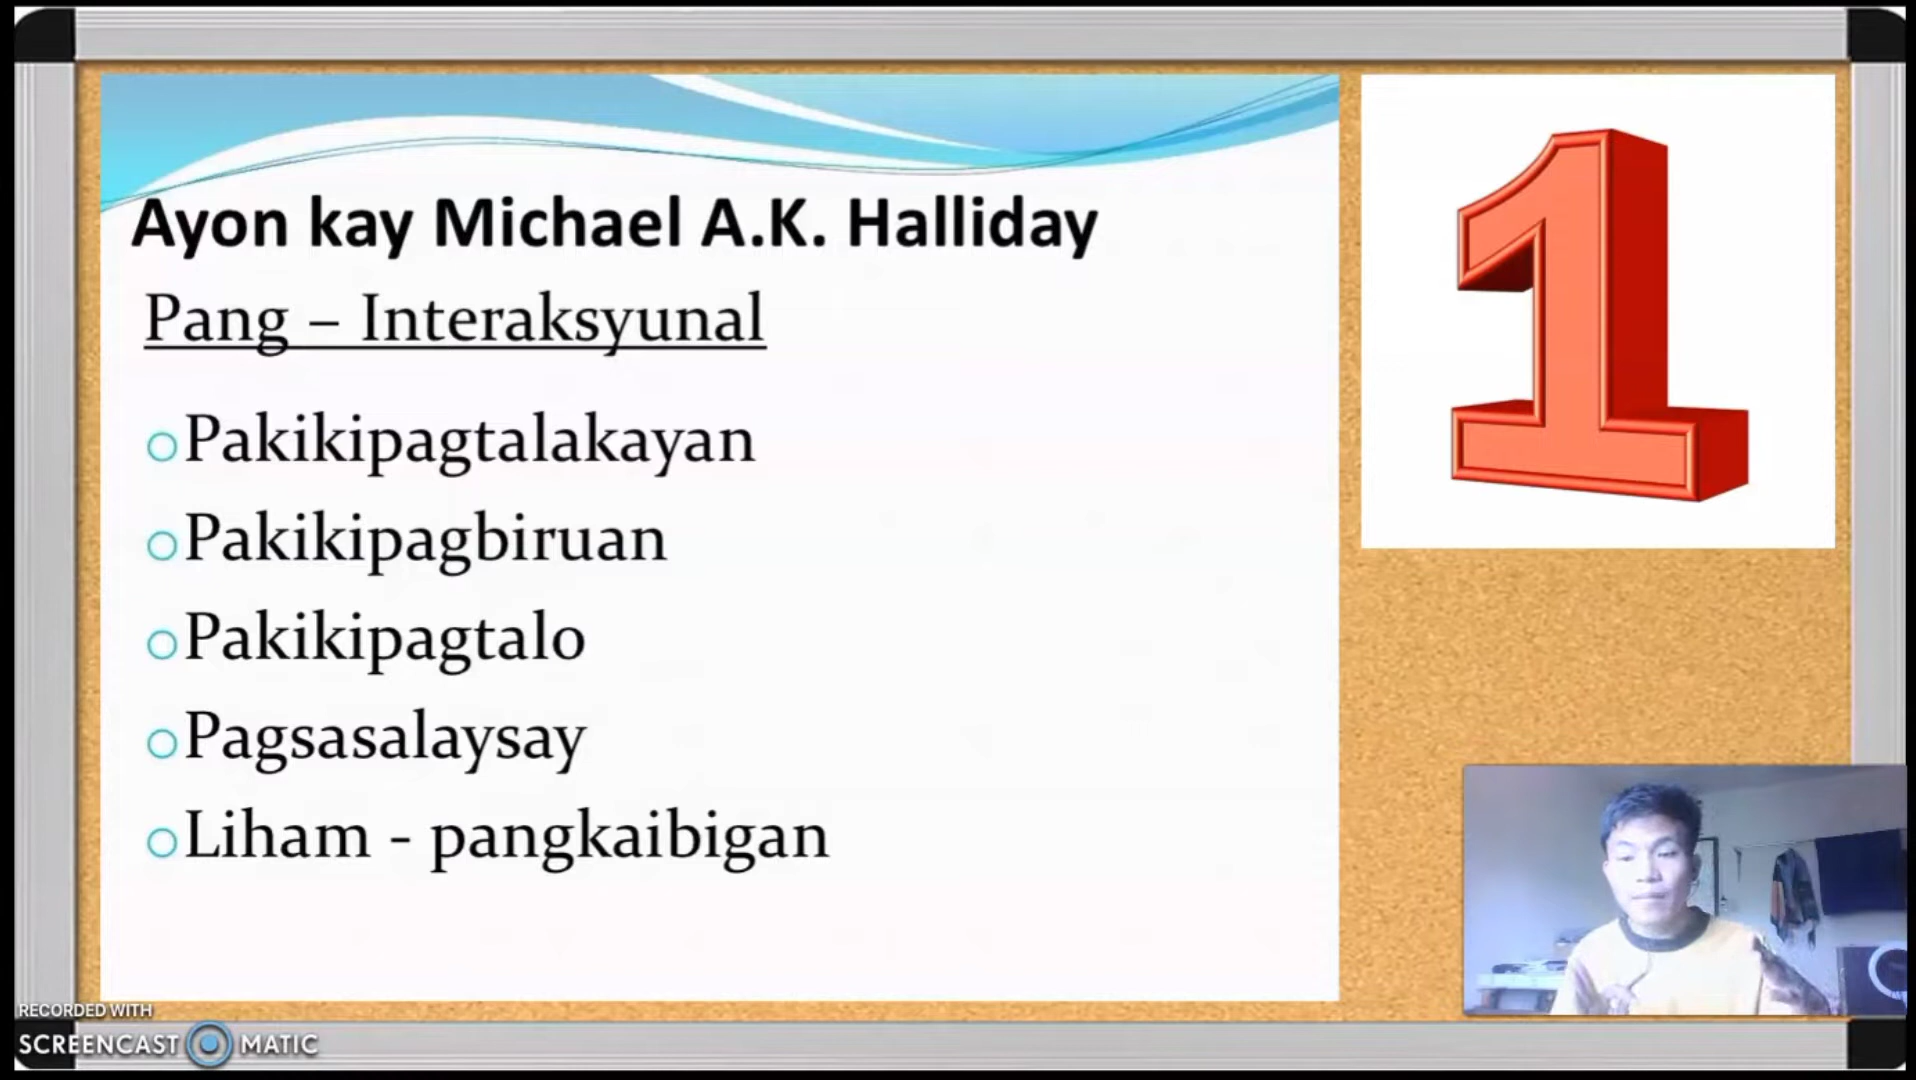 Ayon kay Michael A.K. Halliday
Pang – Interaksyunal
Pakikipagtalakayan
Pakikipagbiruan
Pakikipagtalo
Pagsasalaysay
Liham - pangkaibigan
1
RECORDED WITH
SCREENCAST MATIC